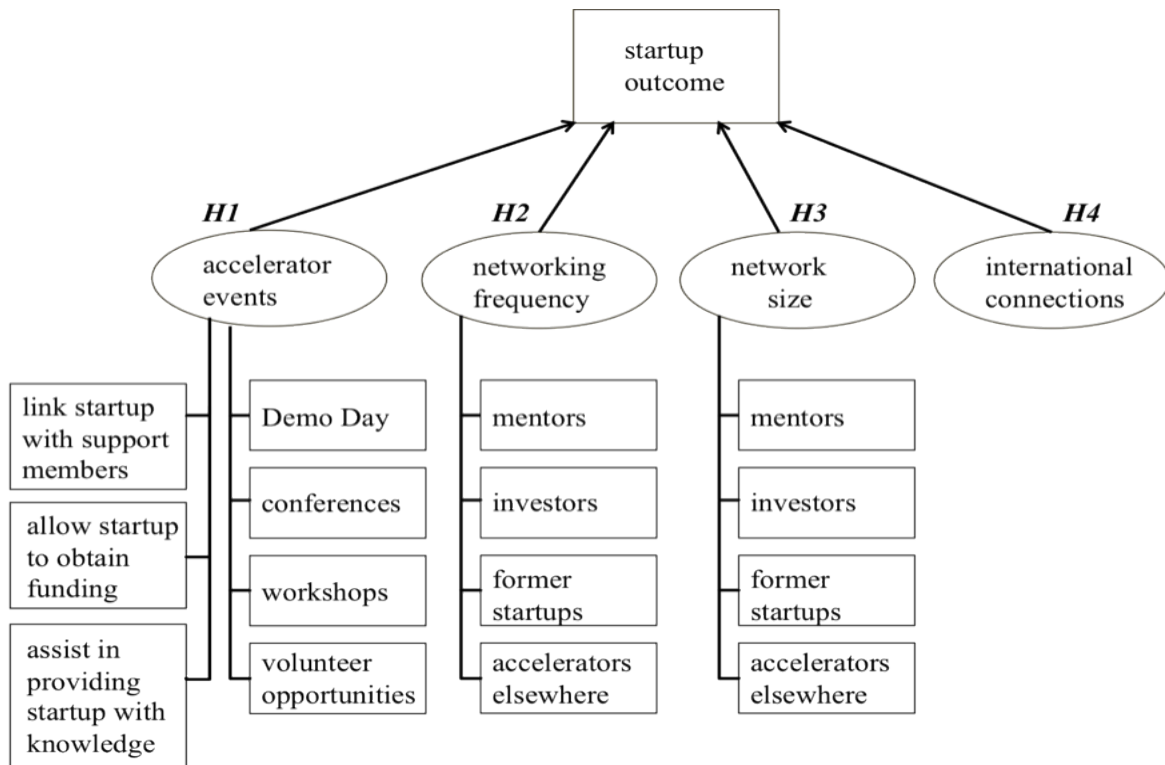 startup
outcome
H1
H2
H3
H4
accelerator
events
networking
frequency
network
size
international
connections
link startup
with support
members
allow startup
to obtain
funding
assist in
providing
startup with
knowledge
Demo Day
conferences
workshops
volunteer
opportunities
mentors
investors
former
startups
accelerators
elsewhere
mentors
investors
former
startups
accelerators
elsewhere